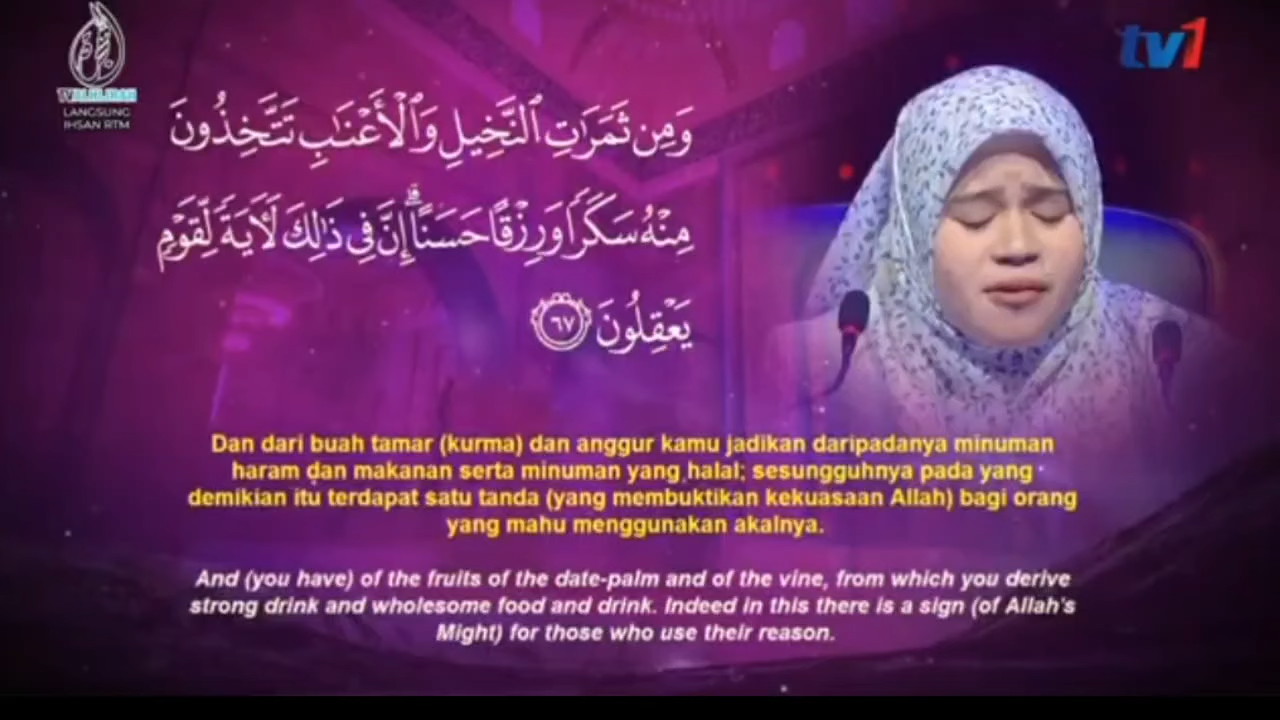 TV ALHIJRAH
LANGSUNG
IHSAN RTM
tv1
وَمِن ثَمَرَٰتِ ٱلنَّخِيلِ وَٱلْأَعْنَـٰبِ تَتَّخِذُونَ
مِنْهُ سَكَرًا وَرِزْقًا حَسَنًا ۗ إِنَّ فِى ذَٰلِكَ لَـَٔايَةً لِّقَوْمٍ
يَعْقِلُونَ ٦٧
Dan dari buah tamar (kurma) dan anggur kamu jadikan daripadanya minuman
haram dan makanan serta minuman yang halal; sesungguhnya pada yang
demikian itu terdapat satu tanda (yang membuktikan kekuasaan Allah) bagi orang
yang mahu menggunakan akalnya.
And (you have) of the fruits of the date-palm and of the vine, from which you derive
strong drink and wholesome food and drink. Indeed in this there is a sign (of Allah's
Might) for those who use their reason.